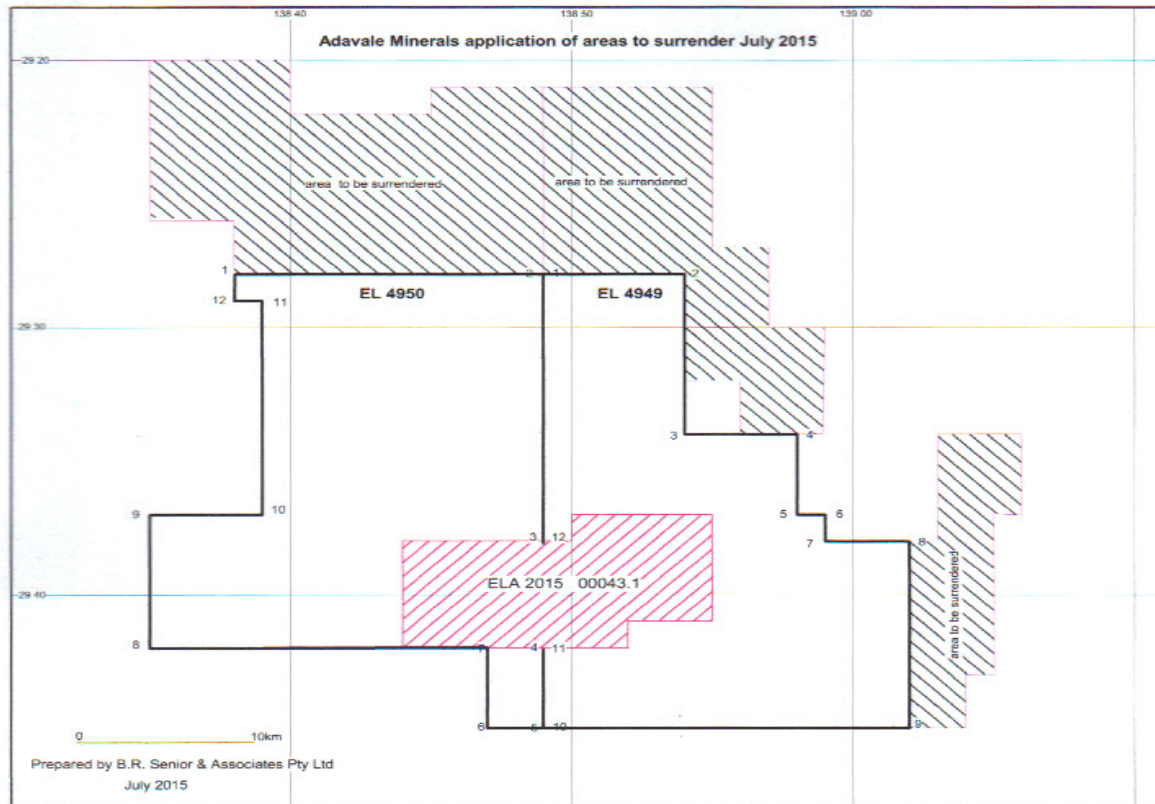 138 40 138 50 139 00
Adavale Minerals application of areas to surrender July 2015
29 20
area to be surrendered area to be surrendered
1 2 1 2
EL 4950 EL 4949
12 11
29 30
3 4
9 10 5 6
3 12 7 8
ELA 2015 00043.1
29 40
area to be surrendered
8 7 4 11
6 5 10 9
0 10km
Prepared by B.R. Senior & Associates Pty Ltd
July 2015